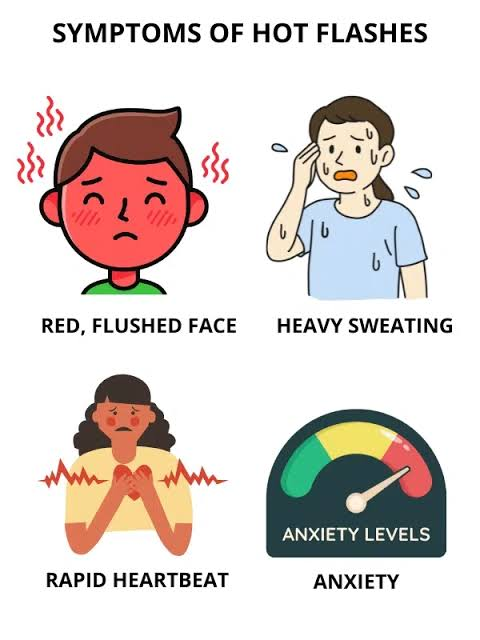 SYMPTOMS OF HOT FLASHES
RED, FLUSHED FACE
HEAVY SWEATING
ANXIETY LEVELS
RAPID HEARTBEAT
ANXIETY